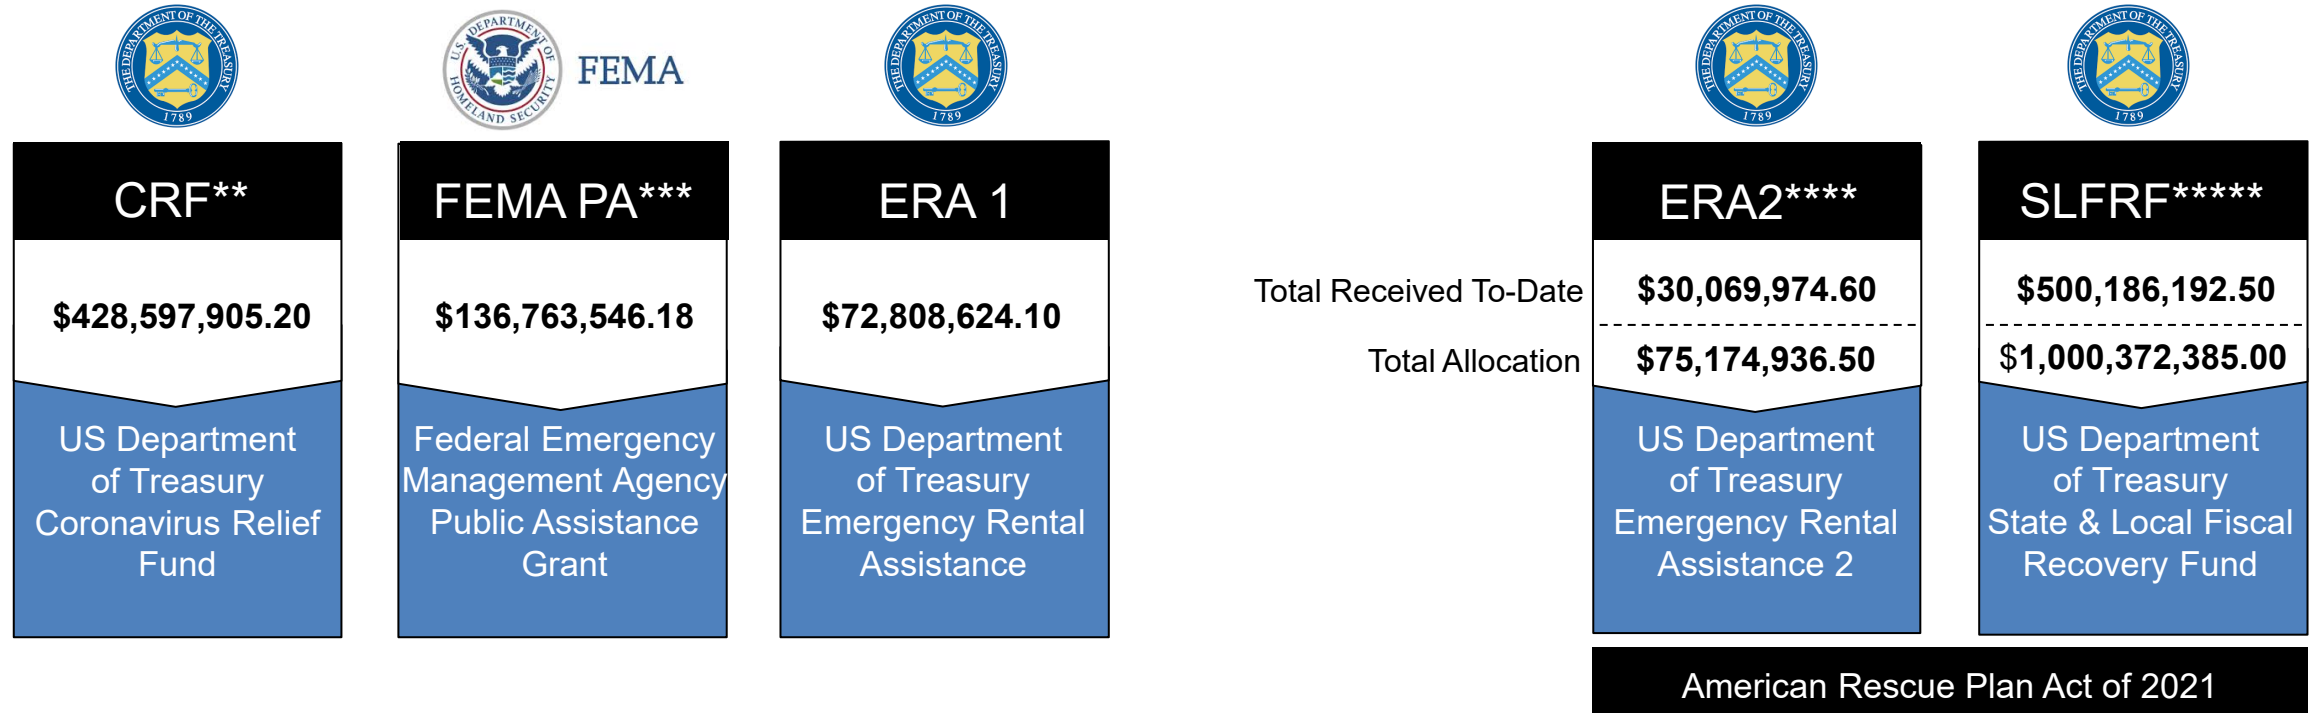 THE DEPARTMENT OF THE TREASURY
1789
U.S. DEPARTMENT OF
HOMELAND SECURITY
FEMA
THE DEPARTMENT OF THE TREASURY
1789
THE DEPARTMENT OF THE TREASURY
1789
THE DEPARTMENT OF THE TREASURY
1789
CRF**
$428,597,905.20
US Department
of Treasury
Coronavirus Relief
Fund
FEMA PA***
$136,763,546.18
Federal Emergency
Management Agency
Public Assistance
Grant
ERA 1
$72,808,624.10
US Department
of Treasury
Emergency Rental
Assistance
Total Received To-Date
Total Allocation
ERA2****
$30,069,974.60
$75,174,936.50
US Department
of Treasury
Emergency Rental
Assistance 2
SLFRF*****
$500,186,192.50
$1,000,372,385.00
US Department
of Treasury
State & Local Fiscal
Recovery Fund
American Rescue Plan Act of 2021